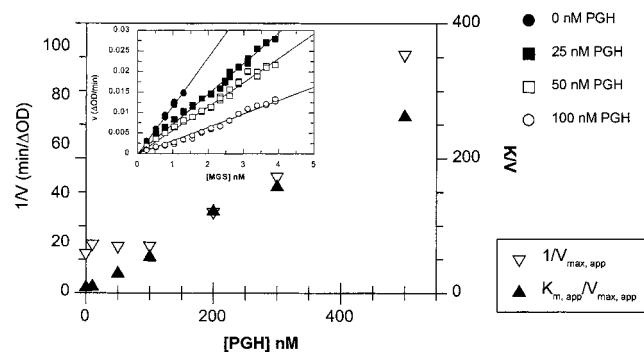 100
80
60
40
20
0
1/V (min/ΔOD)
0.03
0.025
0.02
0.015
0.01
0.005
0
v (ΔOD/min)
0 1 2 3 4 5
[MGS] nM
400
200
0
K/V
0 200 400
[PGH] nM
0 nM PGH
25 nM PGH
50 nM PGH
100 nM PGH
1/Vmax, app
Km, app/Vmax, app